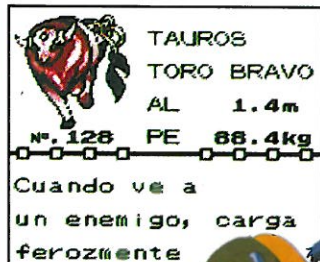 TAUROS
TORO BRAVO
AL 1.4m
Nº.128 PE 88.4kg
Cuando ve a
un enemigo, carga
ferozmente